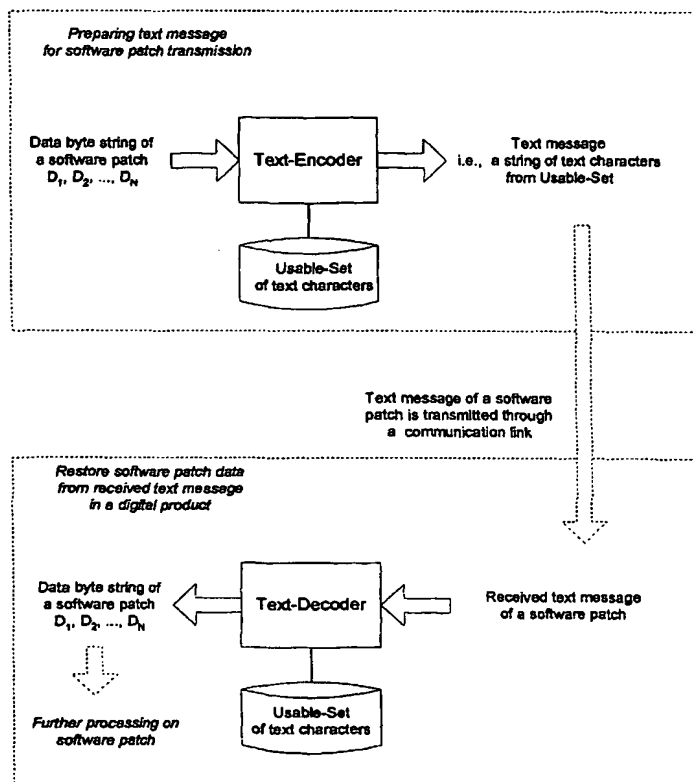 Preparing text message
for software patch transmission
Data byte string of
a software patch
D1, D2, ..., DN
Text-Encoder
Text message
i.e., a string of text characters
from Usable-Set
Usable-Set
of text characters
Text message of a software
patch is transmitted through
a communication link
Restore software patch data
from received text message
in a digital product
Data byte string of
a software patch
D1, D2, ..., DN
Text-Decoder
Received text message
of a software patch
Usable-Set
of text characters
Further processing on
software patch